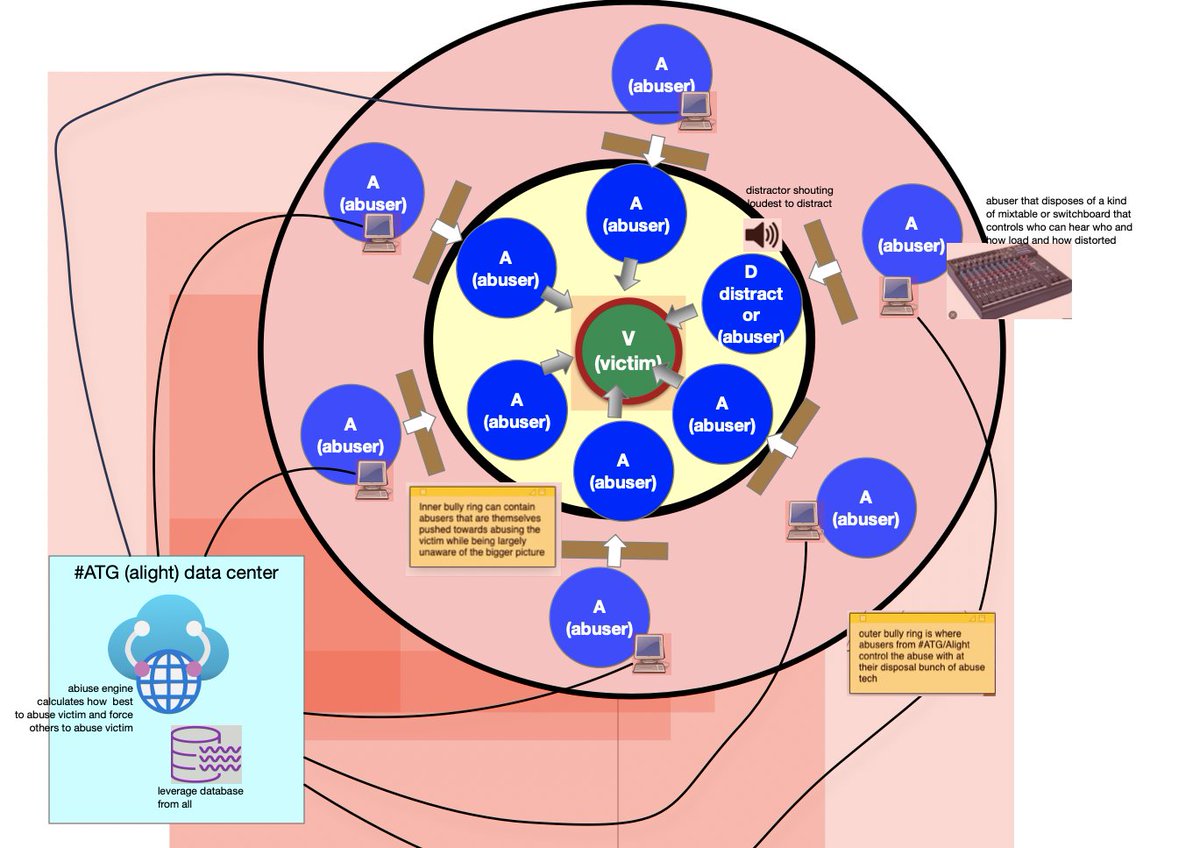 A
(abuser)
A
(abuser)
distractor shouting
loudest to distract
A
(abuser)
A
(abuser)
abuser that disposes of a kind
of mixtable or switchboard that
controls who can hear who and
how load and how distorted
A
(abuser)
D
distract
or
(abuser)
V
(victim)
A
(abuser)
A
(abuser)
A
(abuser)
A
(abuser)
A
(abuser)
Inner bully ring can contain
abusers that are themselves
pushed towards abusing the
victim while being largely
unaware of the bigger picture
#ATG (alight) data center
A
(abuser)
outer bully ring is where
abusers from #ATG/Alight
control the abuse with at
their disposal bunch of abuse
tech
abiuse engine
calculates how best
to abuse victim and force
others to abuse victim
leverage database
from all